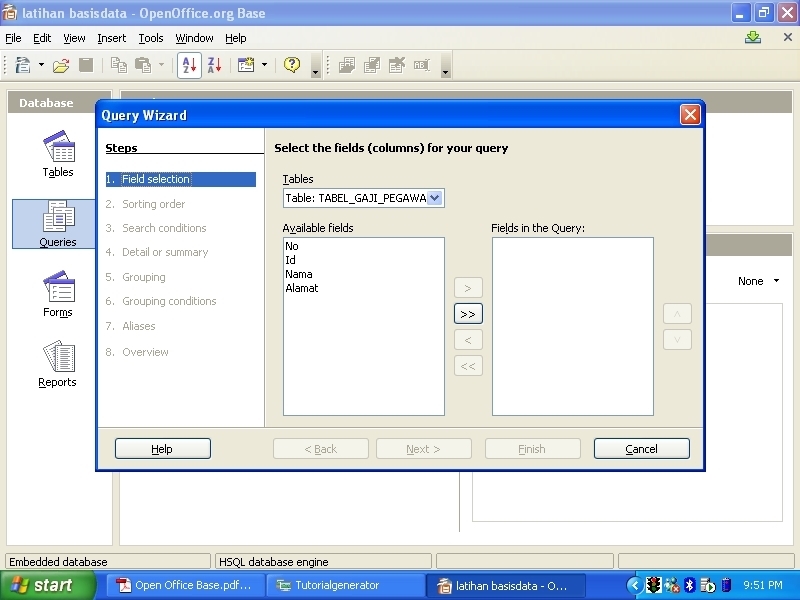 latihan basisdata - OpenOffice.org Base
File Edit View Insert Tools Window Help
Database
Tables
Queries
Forms
Reports
None
Query Wizard
Steps
1. Field selection
2. Sorting order
3. Search conditions
4. Detail or summary
5. Grouping
6. Grouping conditions
7. Aliases
8. Overview
Select the fields (columns) for your query
Tables
Table: TABEL_GAJI_PEGAWA
Available fields
No
Id
Nama
Alamat
>
>>
<
<<
Fields in the Query:
Help
< Back
Next >
Finish
Cancel
Embedded database
HSQL database engine
start
Open Office Base.pdf...
Tutorialgenerator
latihan basisdata - O...
9:51 PM